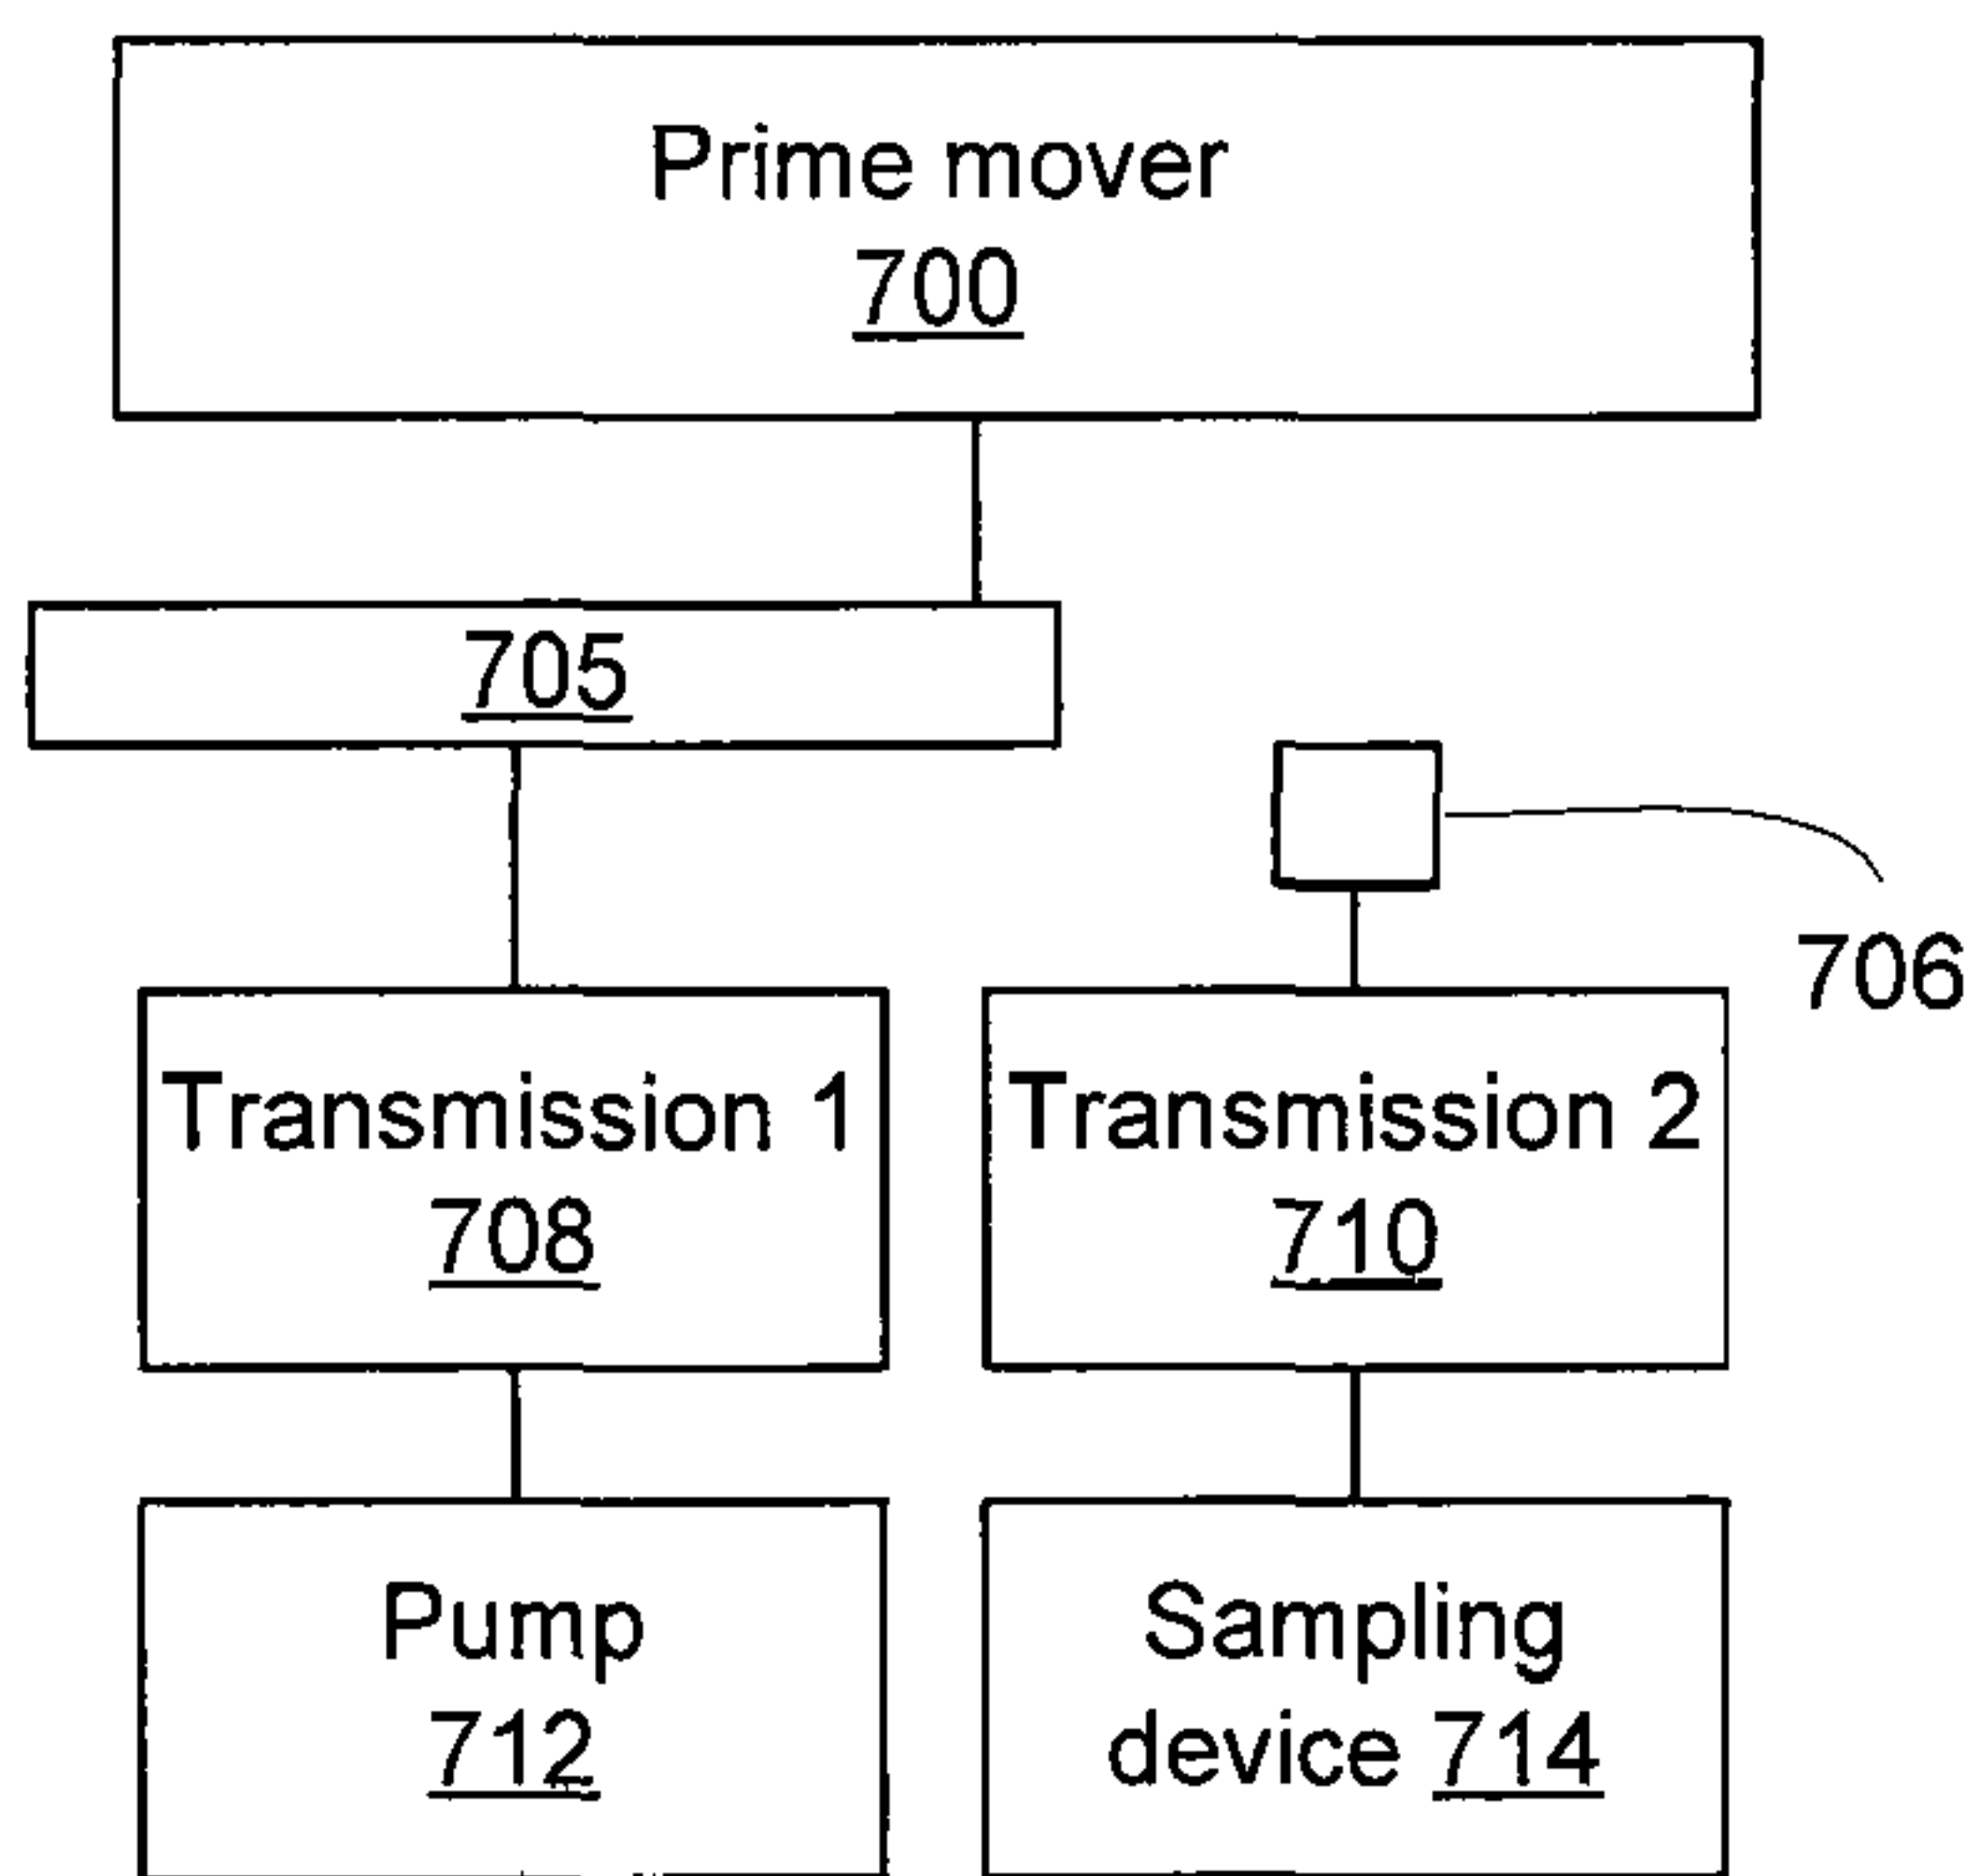 Prime mover
700
705
706
Transmission 1
708
Transmission 2
710
Pump
712
Sampling
device 714